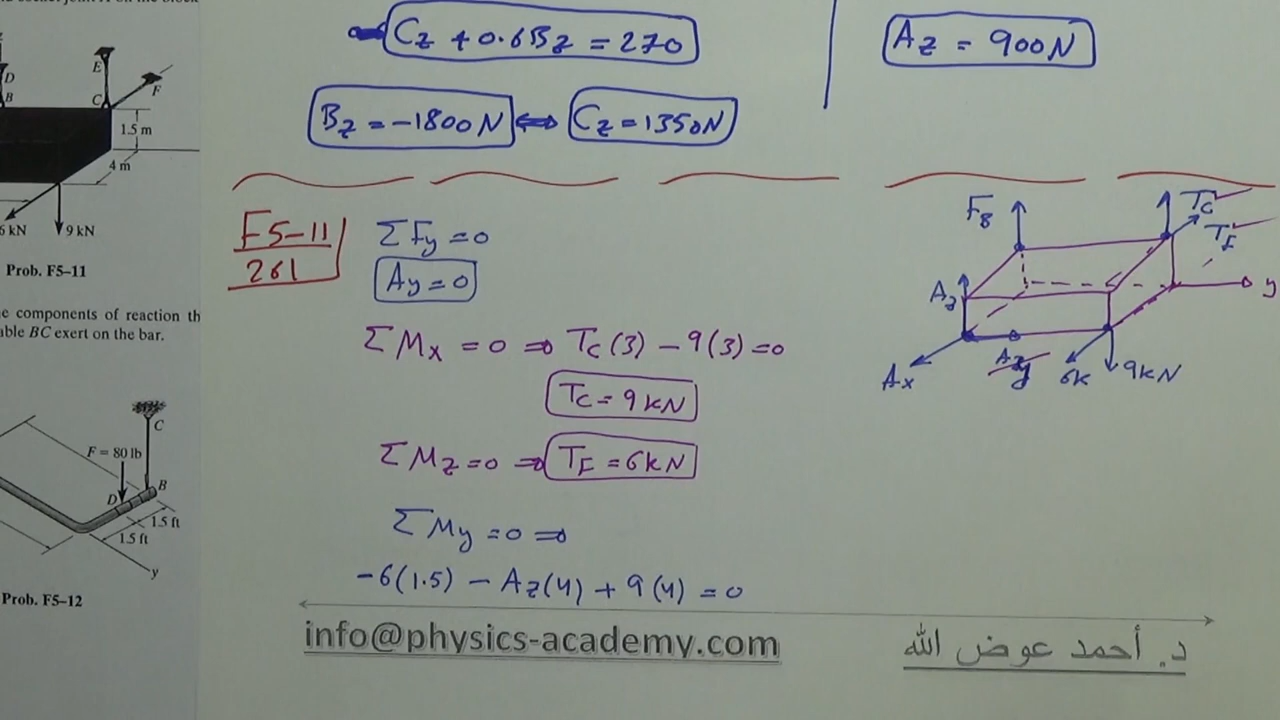 Cz + 0.6Bz = 270
Bz = -1800N ⇔ Cz = 1350N
Az = 900N
E
D
B
C
F
1.5 m
4 m
6 kN
9 kN
Prob. F5–11
e components of reaction th
able BC exert on the bar.
C
F = 80 lb
D
B
1.5 ft
1.5 ft
y
Prob. F5–12
F5-11
261
ΣFy = 0
Ay = 0
ΣMx = 0 ⇒ Tc(3) - 9(3) = 0
Tc = 9kN
ΣMz = 0 ⇒ TF = 6kN
ΣMy = 0 ⇒
-6(1.5) - Az(4) + 9(4) = 0
FB
Tc
TF
Az
y
Ax
6k
9kN
info@physics-academy.com
د. أحمد عوض الله